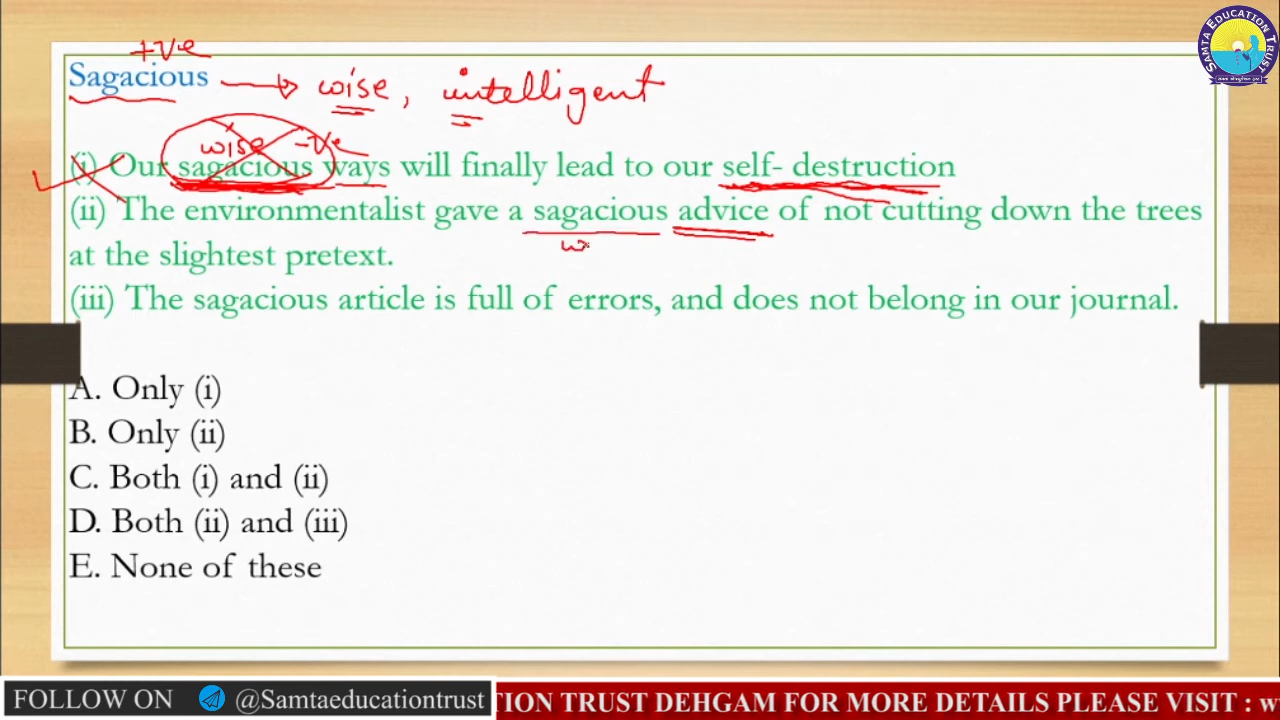 +ve
Sagacious → wise, intelligent
wise -ve
(i) Our sagacious ways will finally lead to our self- destruction
(ii) The environmentalist gave a sagacious advice of not cutting down the trees
w
at the slightest pretext.
(iii) The sagacious article is full of errors, and does not belong in our journal.
A. Only (i)
B. Only (ii)
C. Both (i) and (ii)
D. Both (ii) and (iii)
E. None of these
SAMTA EDUCATION TRUST
FOLLOW ON @Samtaeducationtrust
TION TRUST DEHGAM FOR MORE DETAILS PLEASE VISIT : w